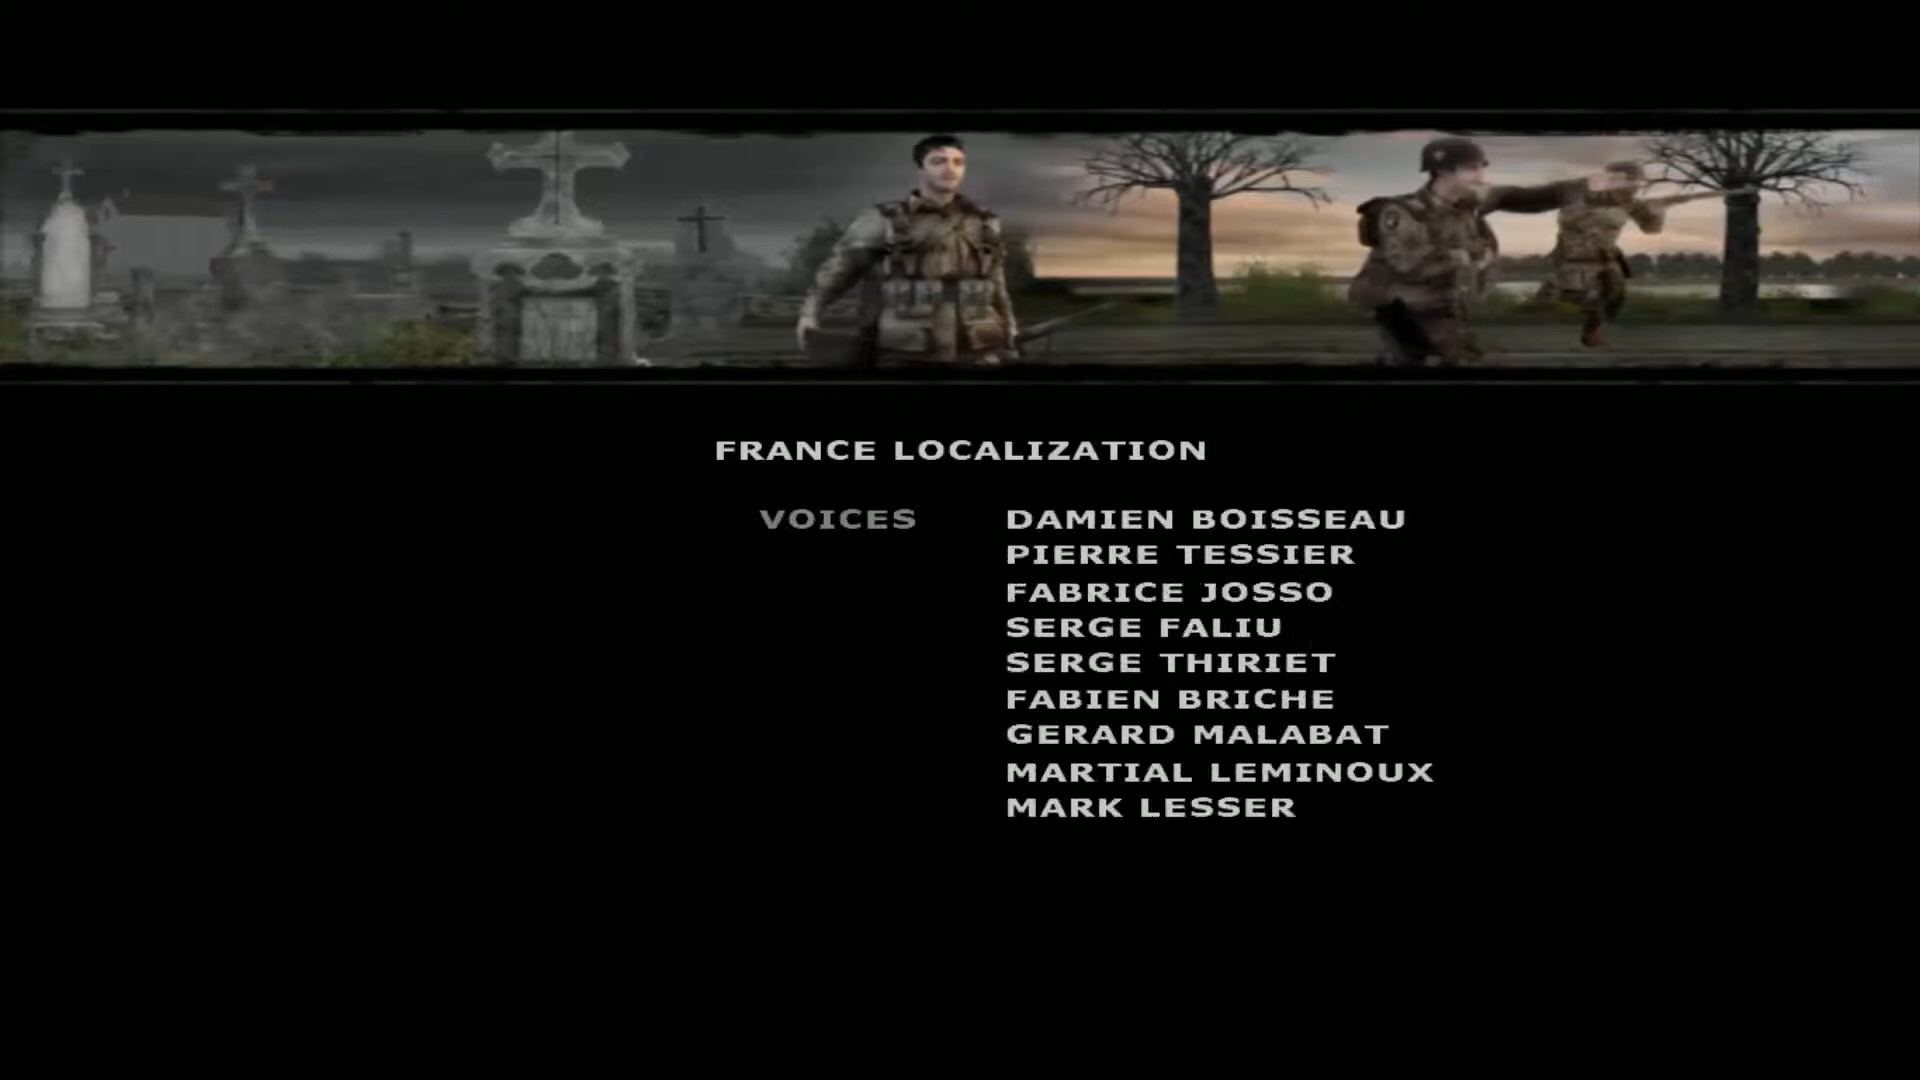 FRANCE LOCALIZATION
VOICES DAMIEN BOISSEAU
PIERRE TESSIER
FABRICE JOSSO
SERGE FALIU
SERGE THIRIET
FABIEN BRICHE
GERARD MALABAT
MARTIAL LEMINOUX
MARK LESSER